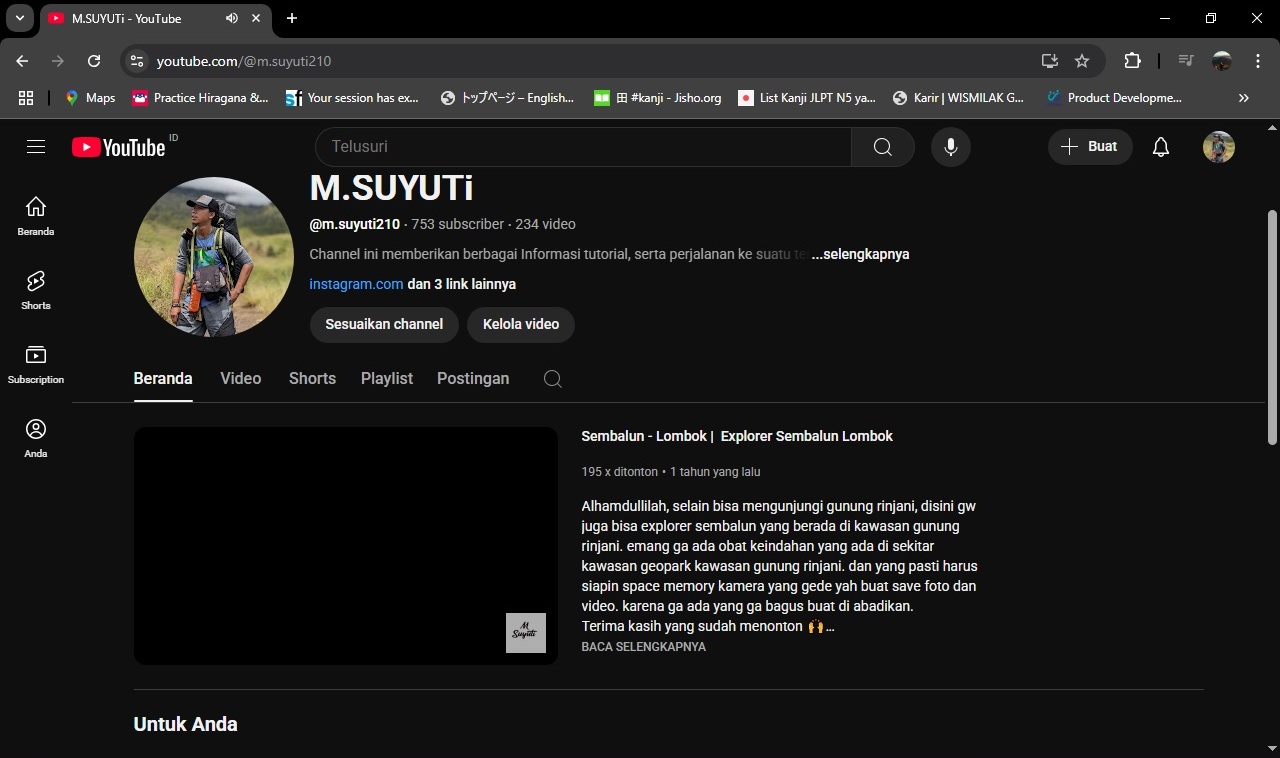 M.SUYUTi - YouTube
youtube.com/@m.suyuti210
Maps
Practice Hiragana &...
Your session has ex...
トップページ – English...
田 #kanji - Jisho.org
List Kanji JLPT N5 ya...
Karir | WISMILAK G...
Product Developme...
YouTube ID
Telusuri
Buat
Beranda
Shorts
Subscription
Anda
M.SUYUTi
@m.suyuti210 · 753 subscriber · 234 video
Channel ini memberikan berbagai Informasi tutorial, serta perjalanan ke suatu te ...selengkapnya
instagram.com dan 3 link lainnya
Sesuaikan channel
Kelola video
Beranda Video Shorts Playlist Postingan
Sembalun - Lombok | Explorer Sembalun Lombok
195 x ditonton • 1 tahun yang lalu
Alhamdullilah, selain bisa mengunjungi gunung rinjani, disini gw
juga bisa explorer sembalun yang berada di kawasan gunung
rinjani. emang ga ada obat keindahan yang ada di sekitar
kawasan geopark kawasan gunung rinjani. dan yang pasti harus
siapin space memory kamera yang gede yah buat save foto dan
video. karena ga ada yang ga bagus buat di abadikan.
Terima kasih yang sudah menonton 🙌...
BACA SELENGKAPNYA
M
Suyuti
Untuk Anda